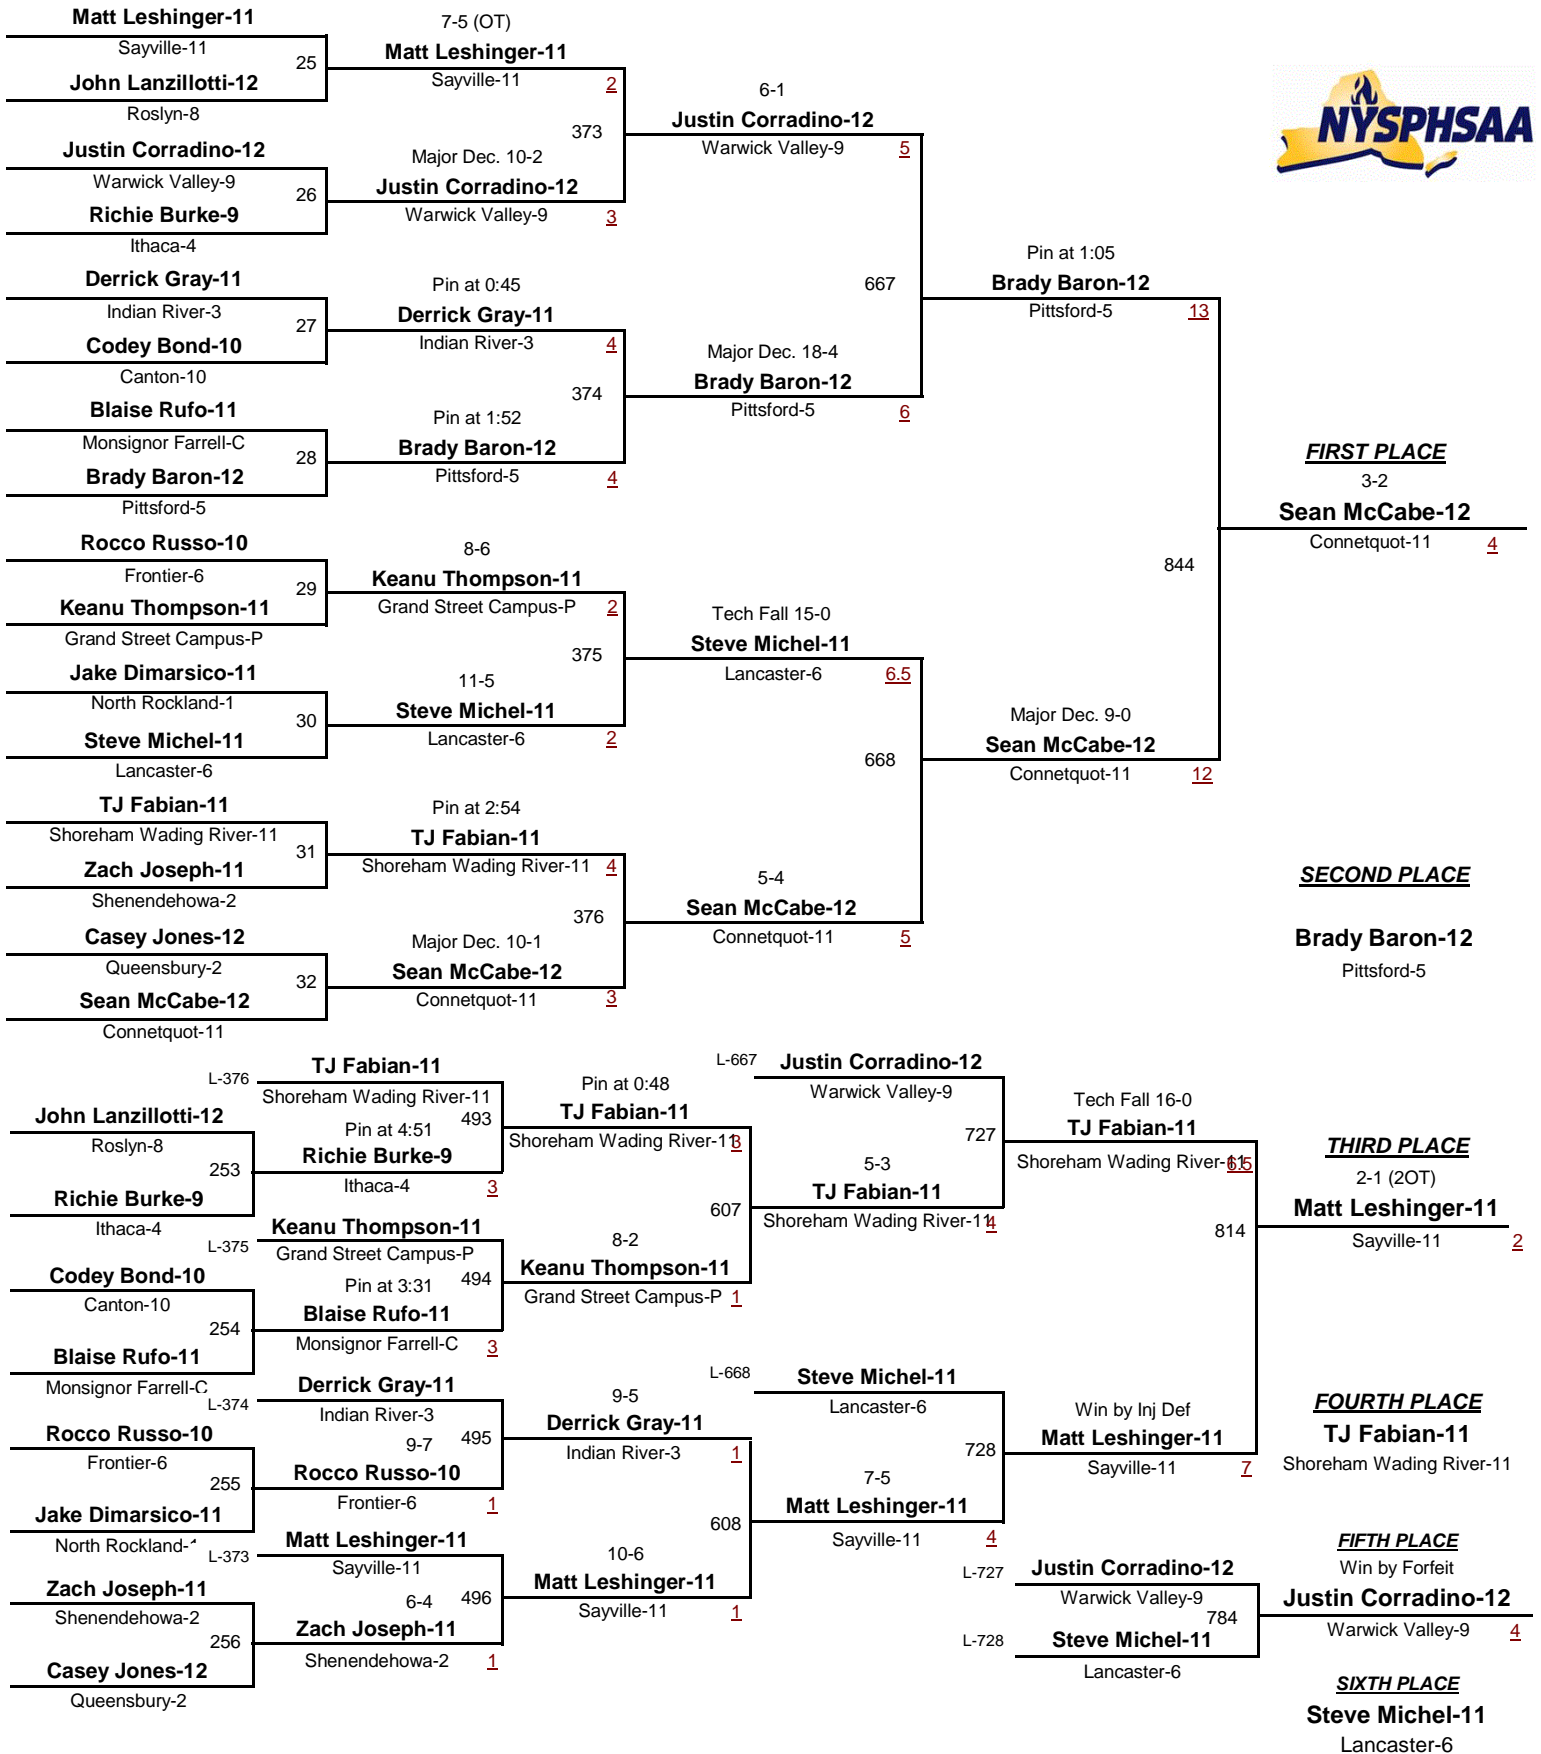 Matt Leshinger-11
Sayville-11
25
John Lanzillotti-12
Roslyn-8
Justin Corradino-12
Warwick Valley-9
26
Richie Burke-9
Ithaca-4
Derrick Gray-11
Indian River-3
27
Codey Bond-10
Canton-10
Blaise Rufo-11
Monsignor Farrell-C
28
Brady Baron-12
Pittsford-5
Rocco Russo-10
Frontier-6
29
Keanu Thompson-11
Grand Street Campus-P
Jake Dimarsico-11
North Rockland-1
30
Steve Michel-11
Lancaster-6
TJ Fabian-11
Shoreham Wading River-11
31
Zach Joseph-11
Shenendehowa-2
Casey Jones-12
Queensbury-2
32
Sean McCabe-12
Connetquot-11
7-5 (OT)
Matt Leshinger-11
Sayville-11 2
373
Major Dec. 10-2
Justin Corradino-12
Warwick Valley-9 3
Pin at 0:45
Derrick Gray-11
Indian River-3 4
374
Pin at 1:52
Brady Baron-12
Pittsford-5 4
8-6
Keanu Thompson-11
Grand Street Campus-P 2
375
11-5
Steve Michel-11
Lancaster-6 2
Pin at 2:54
TJ Fabian-11
Shoreham Wading River-11 4
376
Major Dec. 10-1
Sean McCabe-12
Connetquot-11 3
6-1
Justin Corradino-12
Warwick Valley-9 5
667
Major Dec. 18-4
Brady Baron-12
Pittsford-5 6
Tech Fall 15-0
Steve Michel-11
Lancaster-6 6.5
668
5-4
Sean McCabe-12
Connetquot-11 5
Pin at 1:05
Brady Baron-12
Pittsford-5 13
844
Major Dec. 9-0
Sean McCabe-12
Connetquot-11 12
NYSPHSAA
FIRST PLACE
3-2
Sean McCabe-12
Connetquot-11 4
SECOND PLACE
Brady Baron-12
Pittsford-5
John Lanzillotti-12
Roslyn-8
253
Richie Burke-9
Ithaca-4
Codey Bond-10
Canton-10
254
Blaise Rufo-11
Monsignor Farrell-C
Rocco Russo-10
Frontier-6
255
Jake Dimarsico-11
North Rockland-1
Zach Joseph-11
Shenendehowa-2
256
Casey Jones-12
Queensbury-2
L-376
TJ Fabian-11
Shoreham Wading River-11
493
Pin at 4:51
Richie Burke-9
Ithaca-4 3
L-375
Keanu Thompson-11
Grand Street Campus-P
494
Pin at 3:31
Blaise Rufo-11
Monsignor Farrell-C 3
L-374
Derrick Gray-11
Indian River-3
495
9-7
Rocco Russo-10
Frontier-6 1
L-373
Matt Leshinger-11
Sayville-11
496
6-4
Zach Joseph-11
Shenendehowa-2 1
Pin at 0:48
TJ Fabian-11
Shoreham Wading River-11 3
607
8-2
Keanu Thompson-11
Grand Street Campus-P 1
9-5
Derrick Gray-11
Indian River-3 1
608
10-6
Matt Leshinger-11
Sayville-11 1
L-667
Justin Corradino-12
Warwick Valley-9
727
5-3
TJ Fabian-11
Shoreham Wading River-11 4
L-668
Steve Michel-11
Lancaster-6
728
7-5
Matt Leshinger-11
Sayville-11 4
Tech Fall 16-0
TJ Fabian-11
Shoreham Wading River-11 6.5
814
Win by Inj Def
Matt Leshinger-11
Sayville-11 7
L-727
Justin Corradino-12
Warwick Valley-9
784
L-728
Steve Michel-11
Lancaster-6
THIRD PLACE
2-1 (2OT)
Matt Leshinger-11
Sayville-11 2
FOURTH PLACE
TJ Fabian-11
Shoreham Wading River-11
FIFTH PLACE
Win by Forfeit
Justin Corradino-12
Warwick Valley-9 4
SIXTH PLACE
Steve Michel-11
Lancaster-6